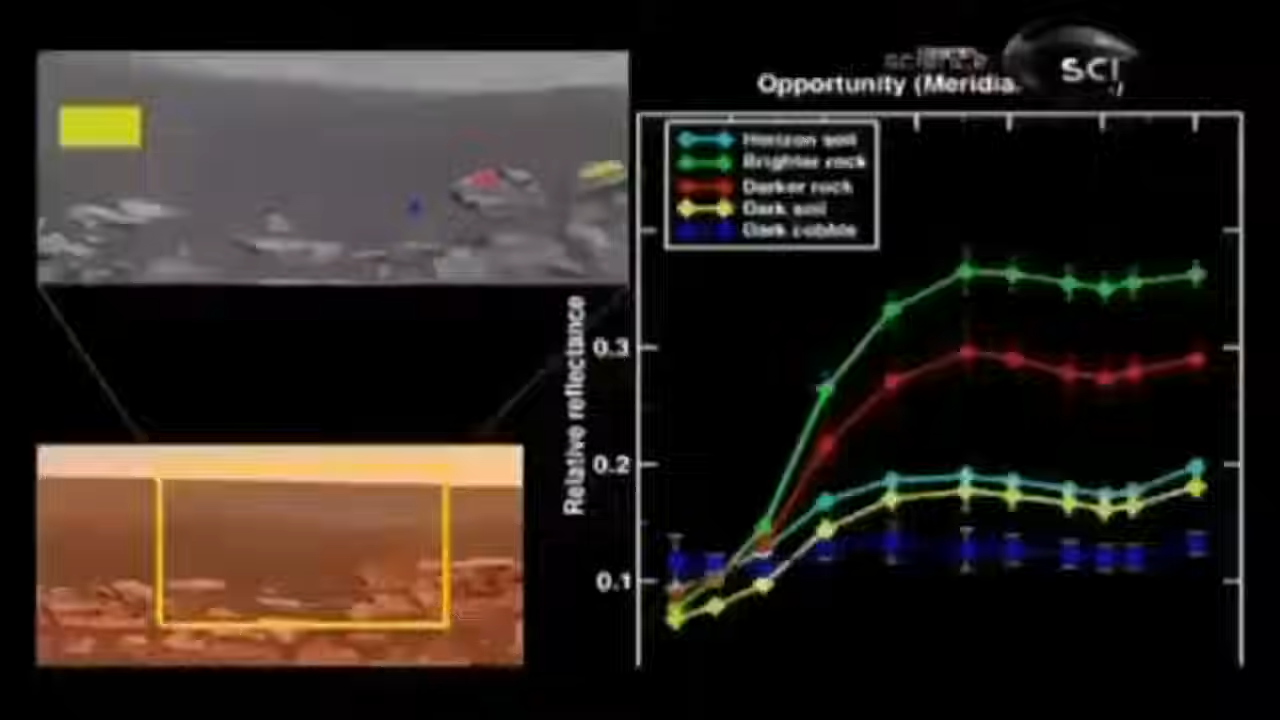 SCI
Opportunity (Meridia
Horizon soil
Brighter rock
Darker rock
Dark soil
Dark cobble
Relative reflectance
0.3
0.2
0.1